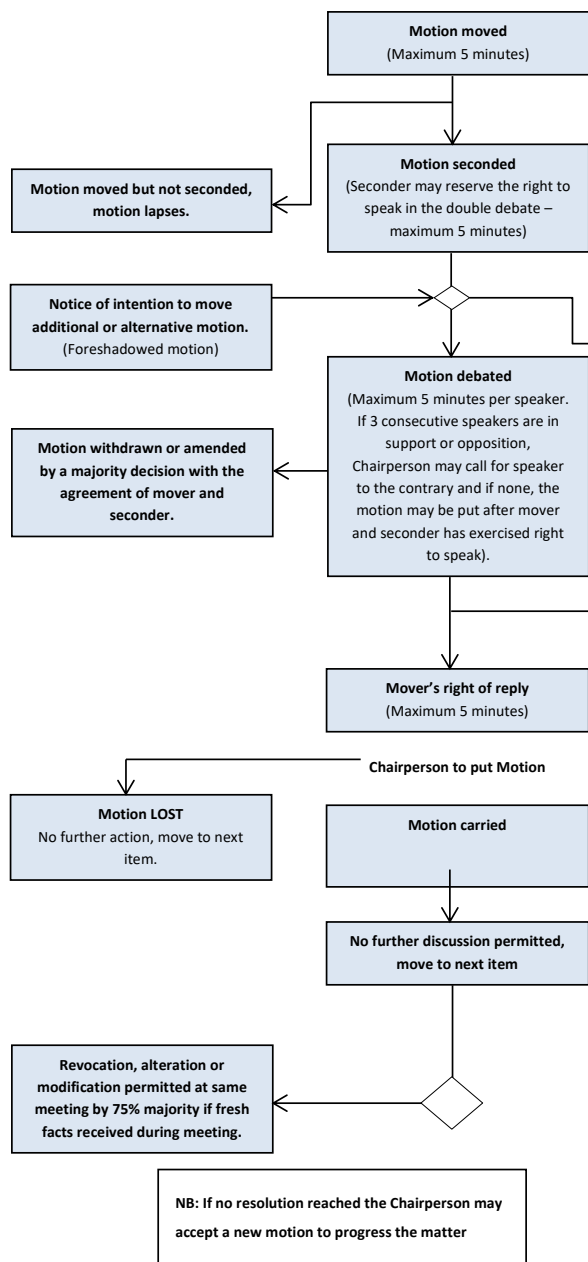 Motion moved
(Maximum 5 minutes)
Motion seconded
(Seconder may reserve the right to
speak in the double debate –
maximum 5 minutes)
Motion moved but not seconded,
motion lapses.
Notice of intention to move
additional or alternative motion.
(Foreshadowed motion)
Motion debated
(Maximum 5 minutes per speaker.
If 3 consecutive speakers are in
support or opposition,
Chairperson may call for speaker
to the contrary and if none, the
motion may be put after mover
and seconder has exercised right
to speak).
Motion withdrawn or amended
by a majority decision with the
agreement of mover and
seconder.
Mover’s right of reply
(Maximum 5 minutes)
Chairperson to put Motion
Motion LOST
No further action, move to next
item.
Motion carried
No further discussion permitted,
move to next item
Revocation, alteration or
modification permitted at same
meeting by 75% majority if fresh
facts received during meeting.
NB: If no resolution reached the Chairperson may
accept a new motion to progress the matter